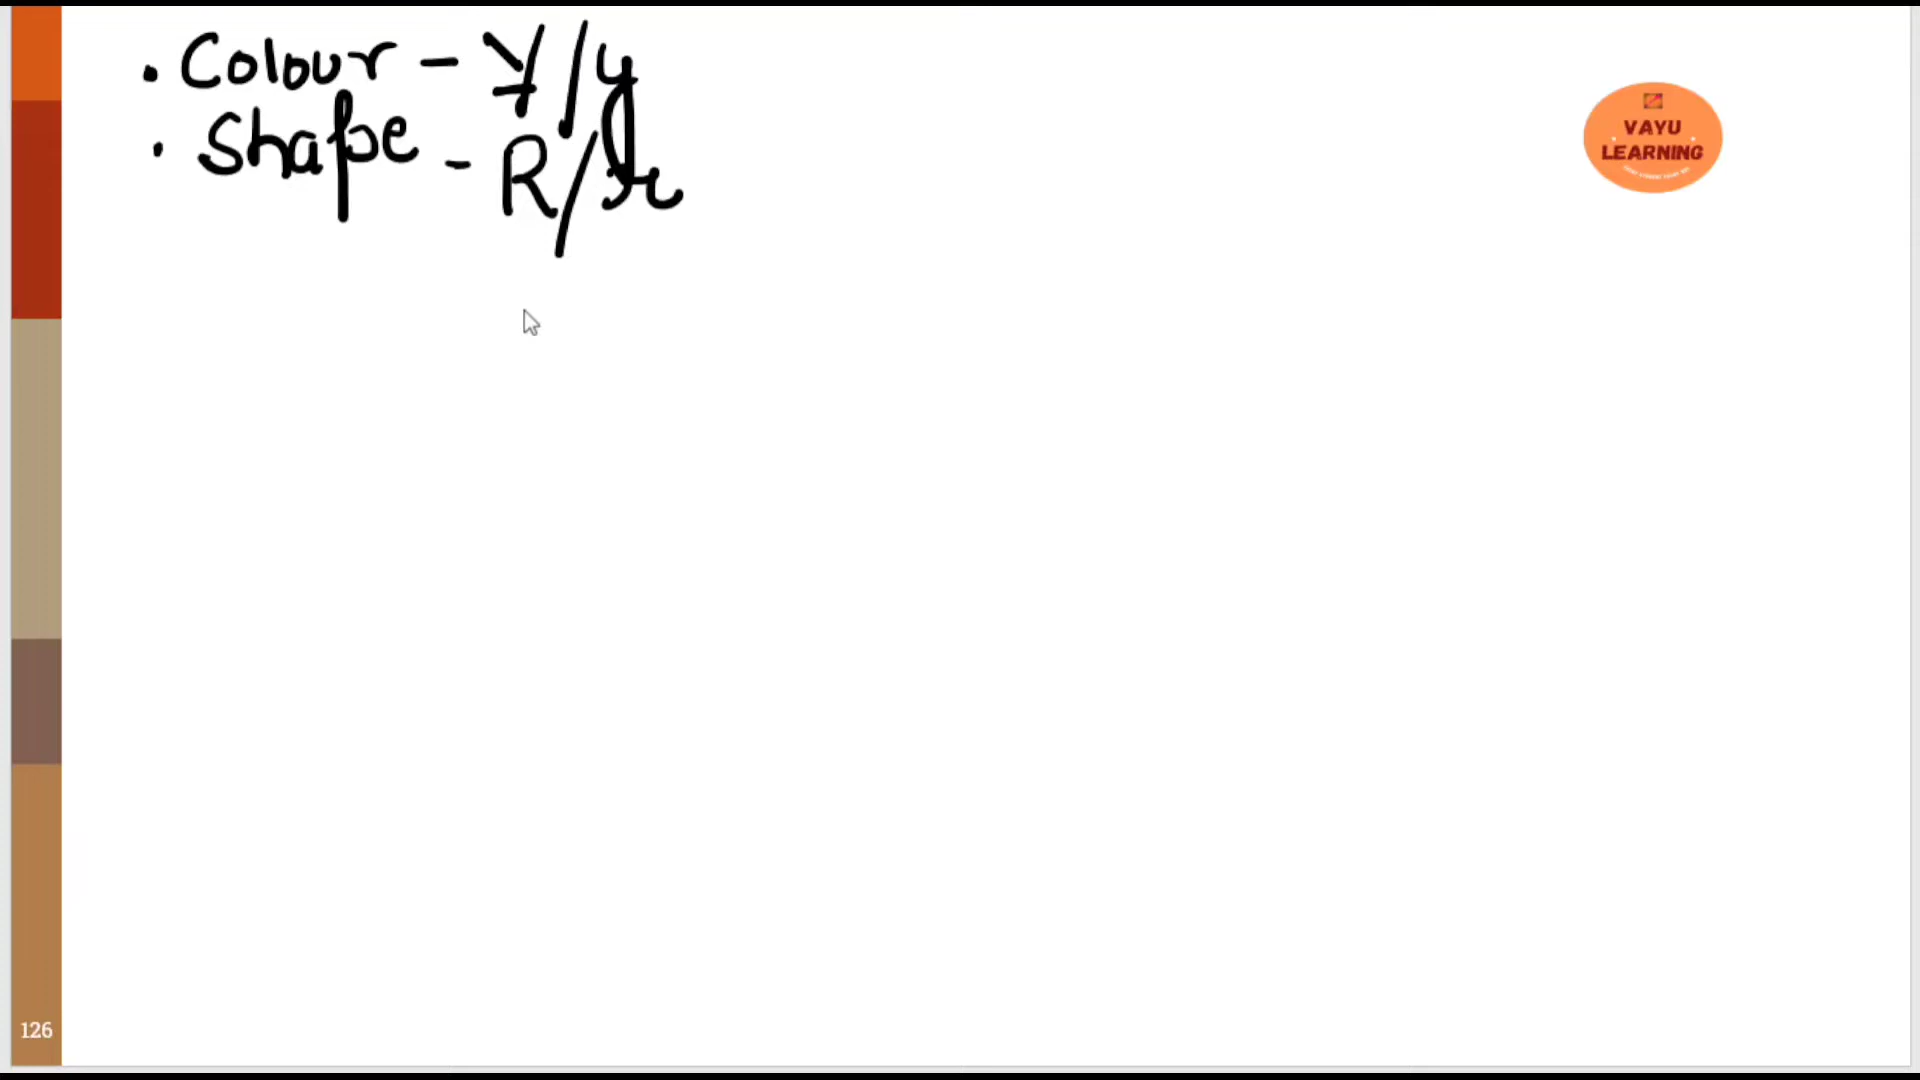 . Colour - Y/y
. Shape - R/r
VAYU
LEARNING
126